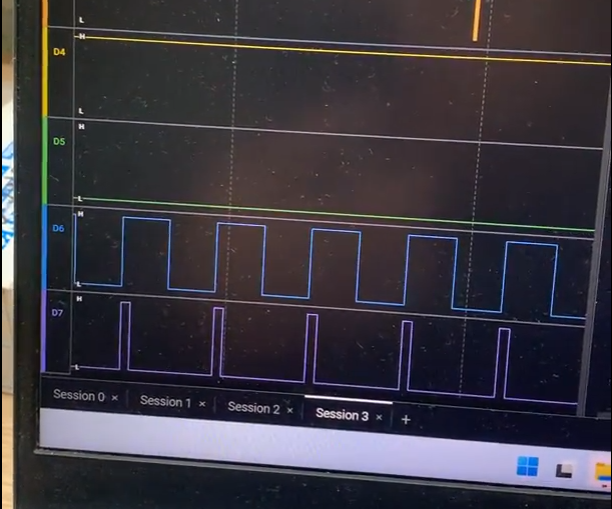 L
H
D4
L
H
D5
L
H
D6
L
H
D7
L
Session 0 ×
Session 1 ×
Session 2 ×
Session 3 ×
+